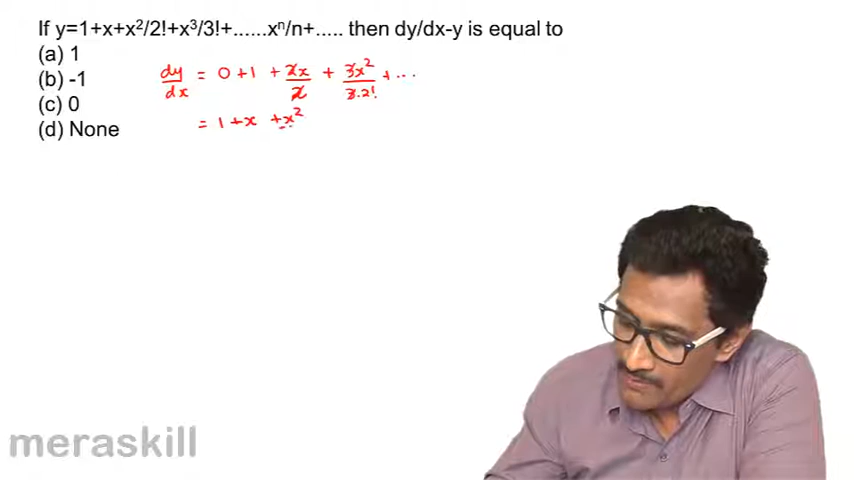 If y=1+x+x²/2!+x³/3!+......xⁿ/n+..... then dy/dx-y is equal to
(a) 1
(b) -1
(c) 0
(d) None
dy/dx = 0 + 1 + 2x/2 + 3x²/3·2! + ...
= 1 + x + x²
meraskill